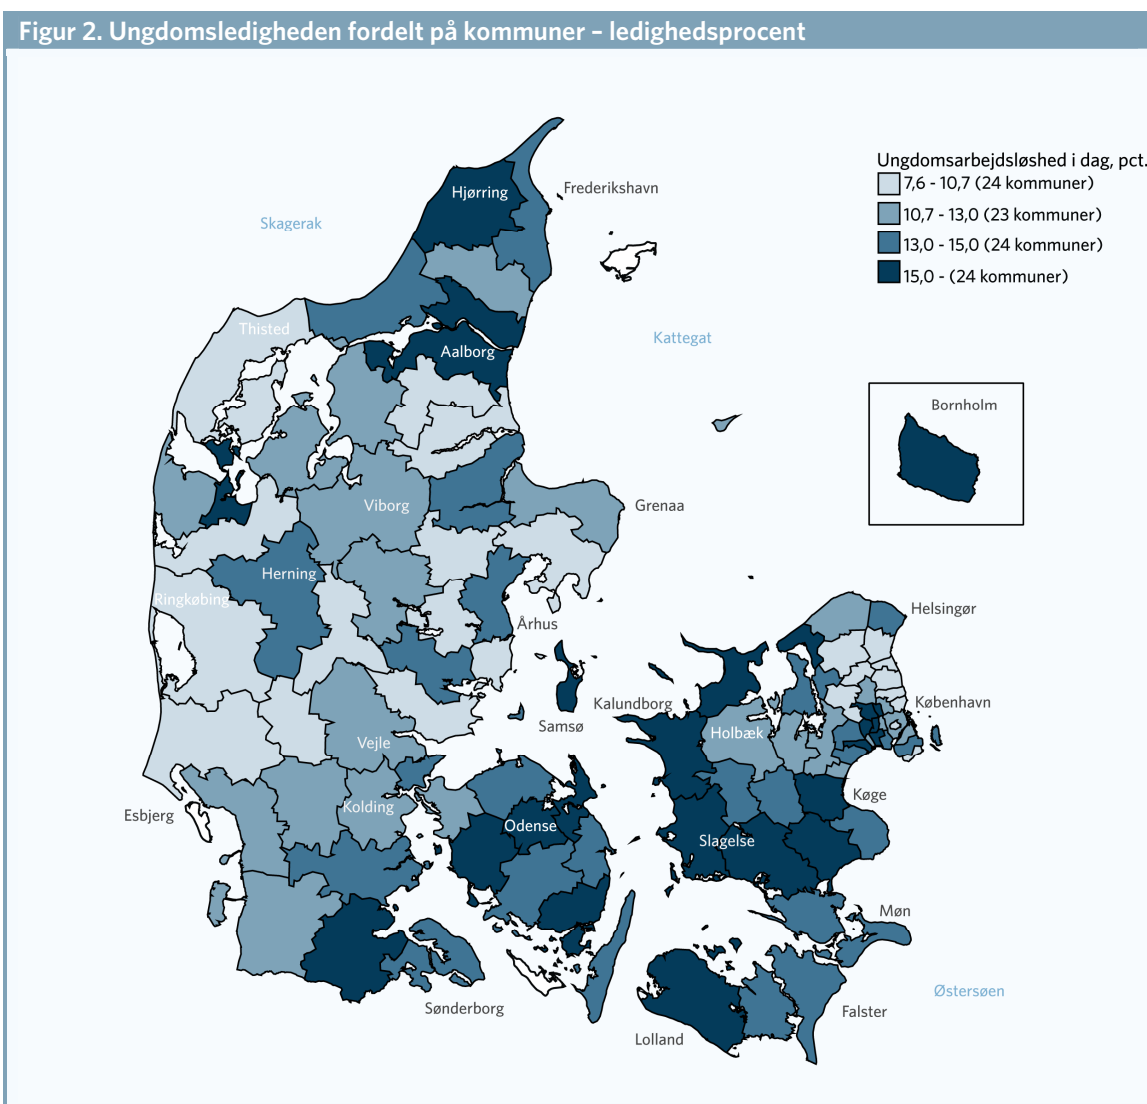 Figur 2. Ungdomsledigheden fordelt på kommuner – ledighedsprocent
Ungdomsarbejdsløshed i dag, pct.
7,6 - 10,7 (24 kommuner)
10,7 - 13,0 (23 kommuner)
13,0 - 15,0 (24 kommuner)
15,0 - (24 kommuner)
Hjørring
Frederikshavn
Skagerak
Thisted
Kattegat
Aalborg
Bornholm
Viborg
Grenaa
Herning
Ringkøbing
Helsingør
Århus
Kalundborg
København
Samsø
Holbæk
Vejle
Køge
Kolding
Esbjerg
Odense
Slagelse
Møn
Østersøen
Sønderborg
Falster
Lolland